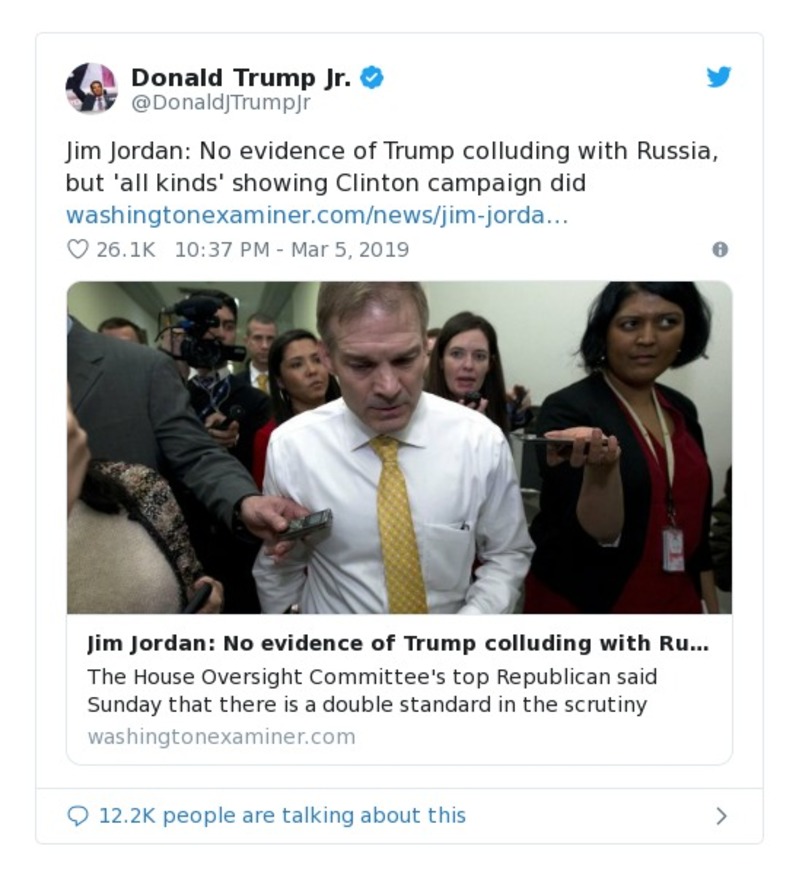 Donald Trump Jr.
@DonaldJTrumpJr
Jim Jordan: No evidence of Trump colluding with Russia,
but 'all kinds' showing Clinton campaign did
washingtonexaminer.com/news/jim-jorda…
26.1K 10:37 PM - Mar 5, 2019
Jim Jordan: No evidence of Trump colluding with Ru…
The House Oversight Committee's top Republican said
Sunday that there is a double standard in the scrutiny
washingtonexaminer.com
12.2K people are talking about this